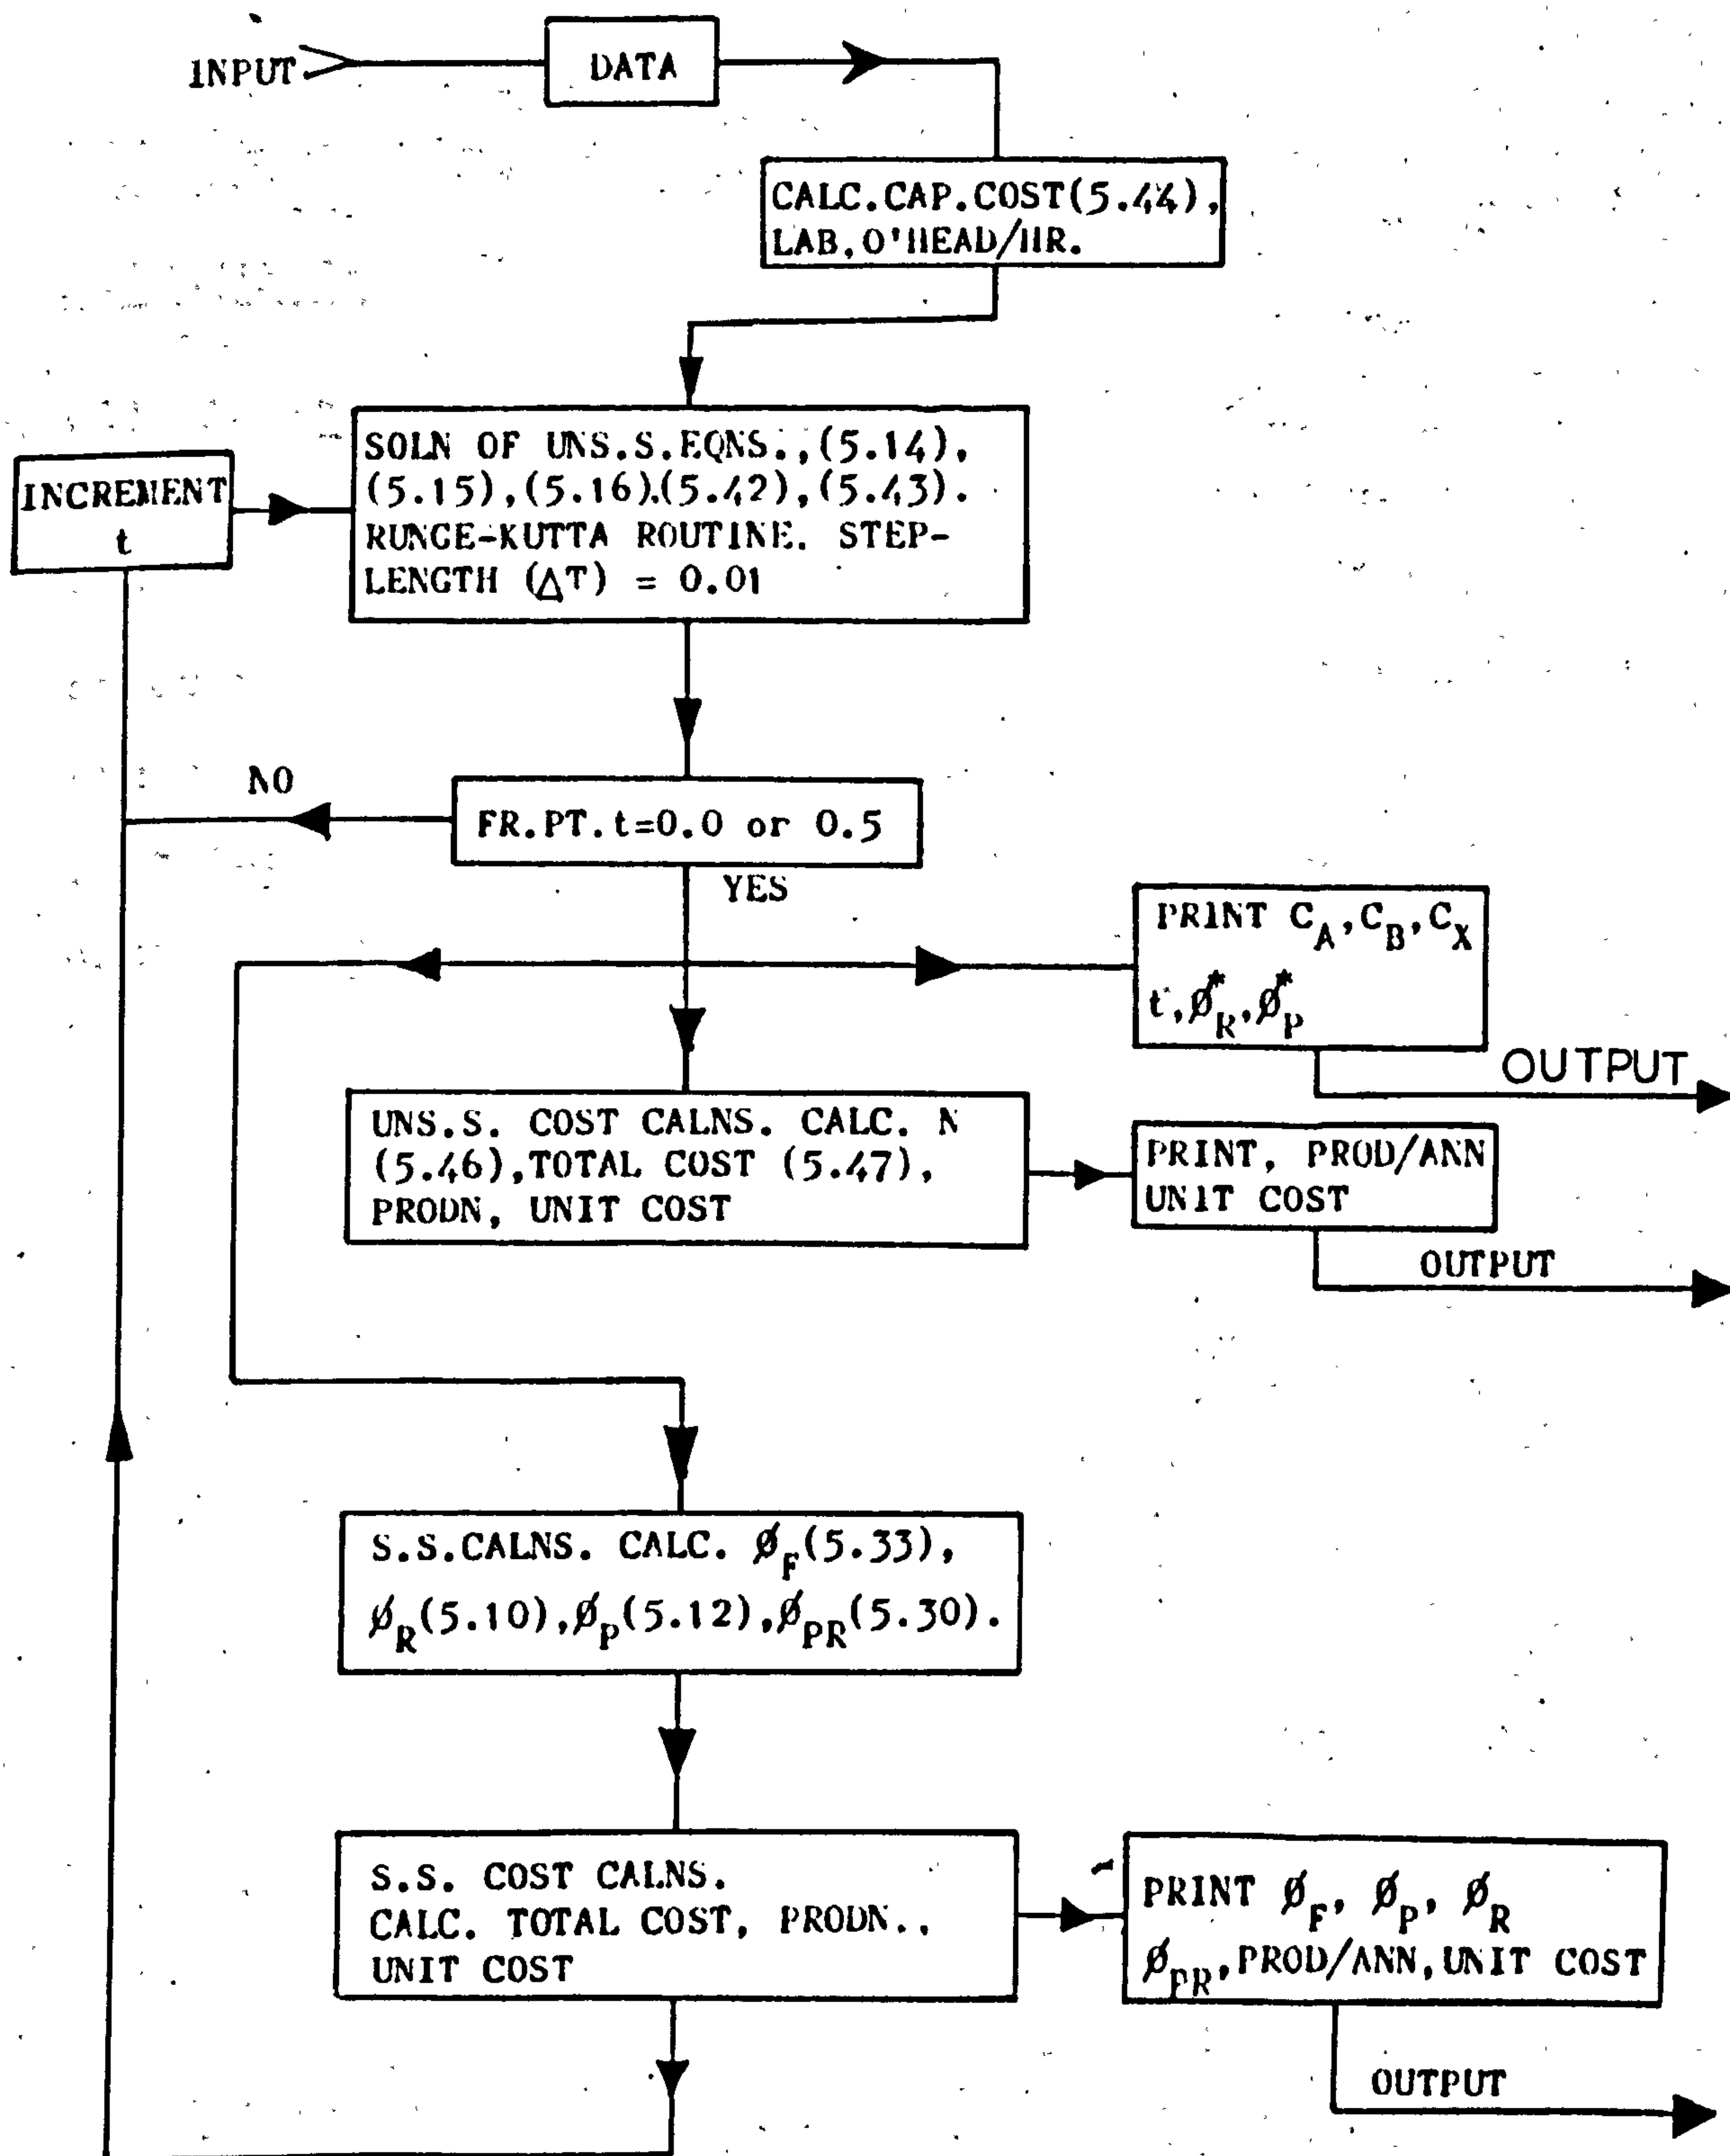 INPUT
DATA
CALC.CAP.COST(5.44),
LAB,O'HEAD/HR.
SOLN OF UNS.S.EQNS.,(5.14),
(5.15),(5.16),(5.42),(5.43).
RUNGE-KUTTA ROUTINE. STEP-
LENGTH (ΔT) = 0.01
INCREMENT
t
NO
FR.PT.t=0.0 or 0.5
YES
PRINT C_A,C_B,C_X
t,Ø*_R,Ø*_P
OUTPUT
UNS.S. COST CALNS. CALC. N
(5.46),TOTAL COST (5.47),
PRODN, UNIT COST
PRINT, PROD/ANN
UNIT COST
OUTPUT
S.S.CALNS. CALC. Ø_F(5.33),
Ø_R(5.10),Ø_P(5.12),Ø_PR(5.30).
S.S. COST CALNS.
CALC. TOTAL COST, PRODN.,
UNIT COST
PRINT Ø_F, Ø_P, Ø_R
Ø_PR,PROD/ANN,UNIT COST
OUTPUT